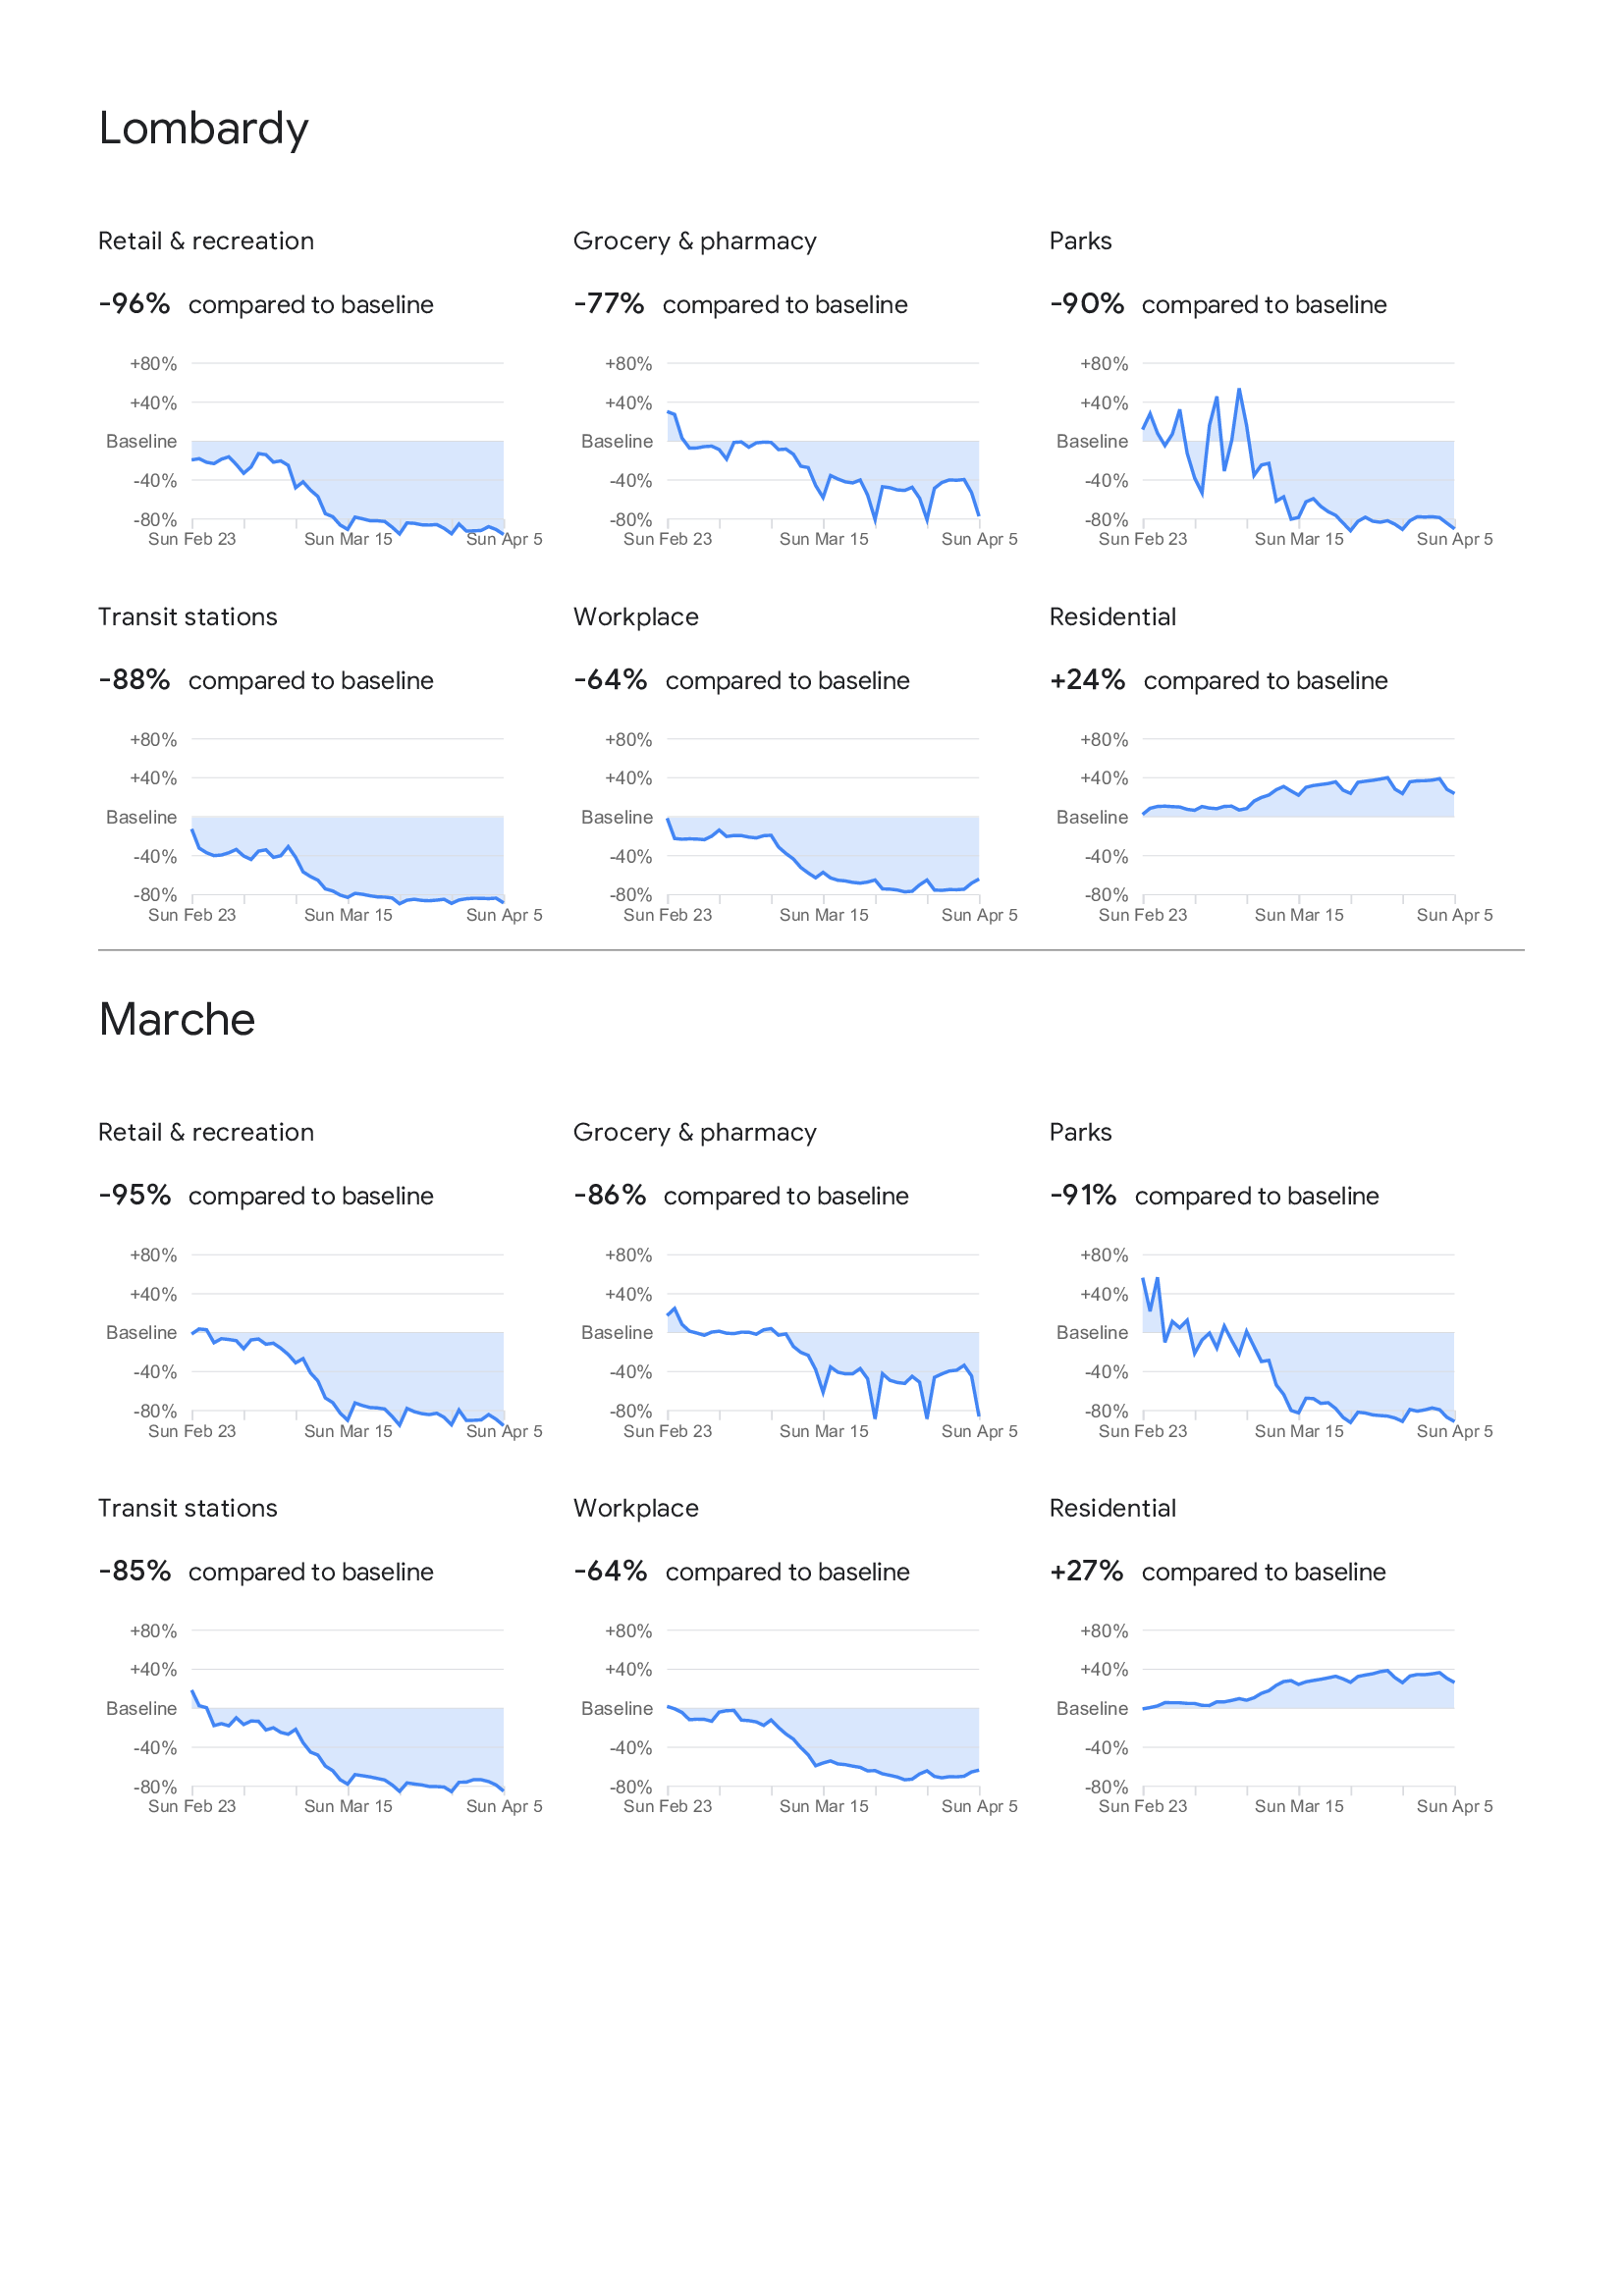 Lombardy
Retail & recreation
-96% compared to baseline
+80%
+40%
Baseline
-40%
-80%
Sun Feb 23 Sun Mar 15 Sun Apr 5
Grocery & pharmacy
-77% compared to baseline
+80%
+40%
Baseline
-40%
-80%
Sun Feb 23 Sun Mar 15 Sun Apr 5
Parks
-90% compared to baseline
+80%
+40%
Baseline
-40%
-80%
Sun Feb 23 Sun Mar 15 Sun Apr 5
Transit stations
-88% compared to baseline
+80%
+40%
Baseline
-40%
-80%
Sun Feb 23 Sun Mar 15 Sun Apr 5
Workplace
-64% compared to baseline
+80%
+40%
Baseline
-40%
-80%
Sun Feb 23 Sun Mar 15 Sun Apr 5
Residential
+24% compared to baseline
+80%
+40%
Baseline
-40%
-80%
Sun Feb 23 Sun Mar 15 Sun Apr 5
Marche
Retail & recreation
-95% compared to baseline
+80%
+40%
Baseline
-40%
-80%
Sun Feb 23 Sun Mar 15 Sun Apr 5
Grocery & pharmacy
-86% compared to baseline
+80%
+40%
Baseline
-40%
-80%
Sun Feb 23 Sun Mar 15 Sun Apr 5
Parks
-91% compared to baseline
+80%
+40%
Baseline
-40%
-80%
Sun Feb 23 Sun Mar 15 Sun Apr 5
Transit stations
-85% compared to baseline
+80%
+40%
Baseline
-40%
-80%
Sun Feb 23 Sun Mar 15 Sun Apr 5
Workplace
-64% compared to baseline
+80%
+40%
Baseline
-40%
-80%
Sun Feb 23 Sun Mar 15 Sun Apr 5
Residential
+27% compared to baseline
+80%
+40%
Baseline
-40%
-80%
Sun Feb 23 Sun Mar 15 Sun Apr 5